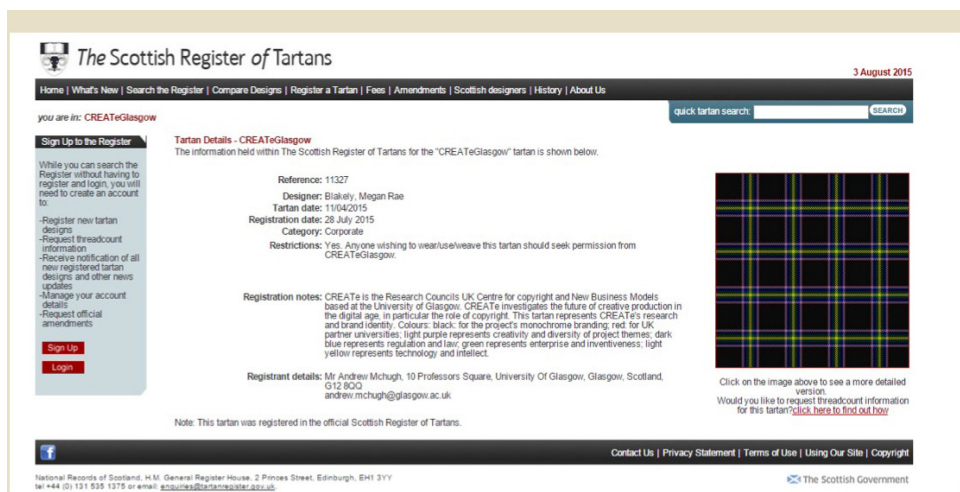 The Scottish Register of Tartans
3 August 2015
Home | What's New | Search the Register | Compare Designs | Register a Tartan | Fees | Amendments | Scottish designers | History | About Us
you are in: CREATeGlasgow
quick tartan search:
SEARCH
Sign Up to the Register
While you can search the
Register without having to
register and login, you will
need to create an account
to:
-Register new tartan
designs
-Request threadcount
information
-Receive notification of all
new registered tartan
designs and other news
updates
-Manage your account
details
-Request official
amendments
Sign Up
Login
Tartan Details - CREATeGlasgow
The information held within The Scottish Register of Tartans for the "CREATeGlasgow" tartan is shown below.
Reference: 11327
Designer: Blakely, Megan Rae
Tartan date: 11/04/2015
Registration date: 28 July 2015
Category: Corporate
Restrictions: Yes. Anyone wishing to wear/use/weave this tartan should seek permission from
CREATeGlasgow.
Registration notes: CREATe is the Research Councils UK Centre for copyright and New Business Models
based at the University of Glasgow. CREATe investigates the future of creative production in
the digital age, in particular the role of copyright. This tartan represents CREATe's research
and brand identity. Colours: black: for the project's monochrome branding; red: for UK
partner universities; light purple represents creativity and diversity of project themes; dark
blue represents regulation and law; green represents enterprise and inventiveness; light
yellow represents technology and intellect.
Registrant details: Mr Andrew Mchugh, 10 Professors Square, University Of Glasgow, Glasgow, Scotland,
G12 8QQ
andrew.mchugh@glasgow.ac.uk
Note: This tartan was registered in the official Scottish Register of Tartans.
Click on the image above to see a more detailed
version.
Would you like to request threadcount information
for this tartan?click here to find out how
f
Contact Us | Privacy Statement | Terms of Use | Using Our Site | Copyright
National Records of Scotland, H.M. General Register House, 2 Princes Street, Edinburgh, EH1 3YY
tel +44 (0) 131 535 1375 or email: enquiries@tartanregister.gov.uk.
The Scottish Government